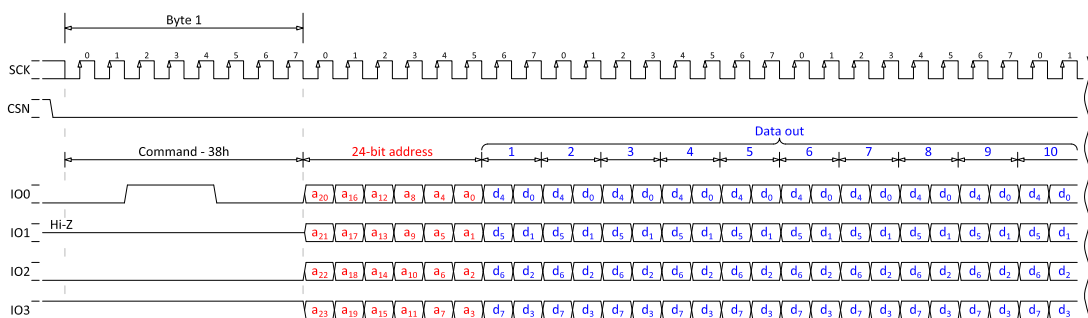 Byte 1
0 1 2 3 4 5 6 7 0 1 2 3 4 5 6 7 0 1 2 3 4 5 6 7 0 1 2 3 4 5 6 7 0 1
SCK
CSN
Data out
Command - 38h 24-bit address 1 2 3 4 5 6 7 8 9 10
IO0 a20 a16 a12 a8 a4 a0 d4 d0 d4 d0 d4 d0 d4 d0 d4 d0 d4 d0 d4 d0 d4 d0 d4 d0 d4 d0
Hi-Z
IO1 a21 a17 a13 a9 a5 a1 d5 d1 d5 d1 d5 d1 d5 d1 d5 d1 d5 d1 d5 d1 d5 d1 d5 d1 d5 d1
IO2 a22 a18 a14 a10 a6 a2 d6 d2 d6 d2 d6 d2 d6 d2 d6 d2 d6 d2 d6 d2 d6 d2 d6 d2 d6 d2
IO3 a23 a19 a15 a11 a7 a3 d7 d3 d7 d3 d7 d3 d7 d3 d7 d3 d7 d3 d7 d3 d7 d3 d7 d3 d7 d3